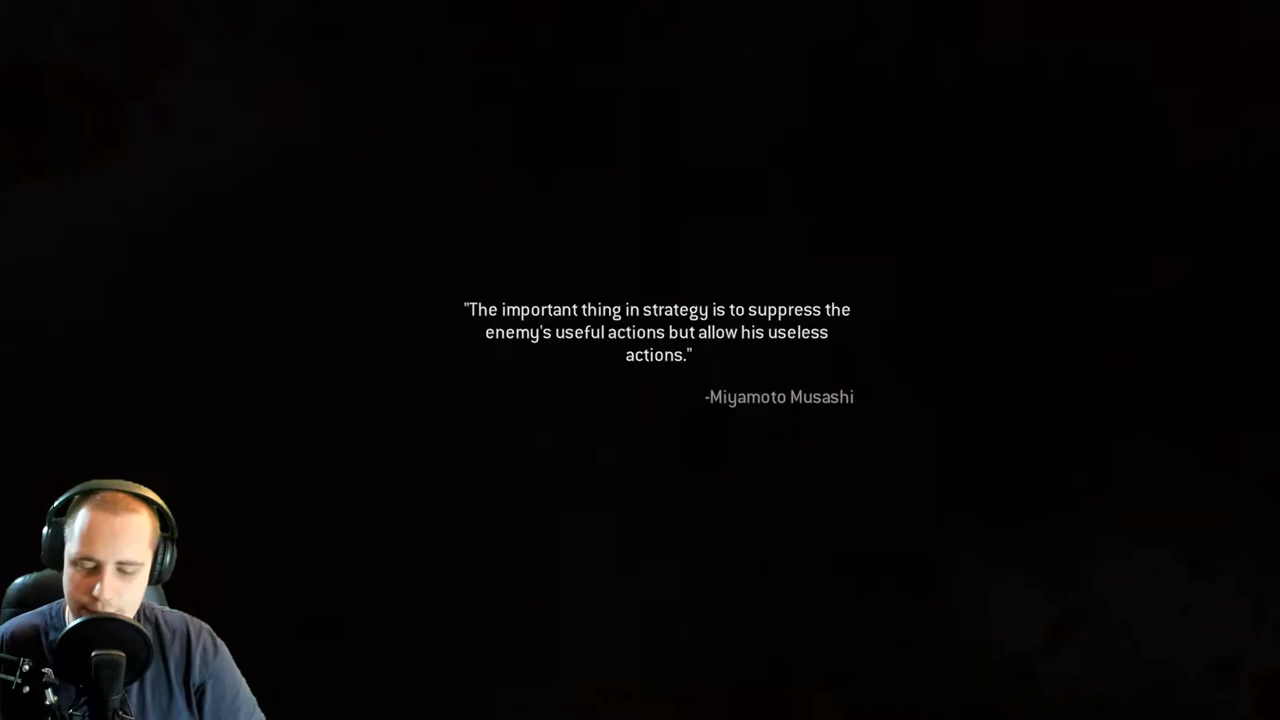 "The important thing in strategy is to suppress the
enemy's useful actions but allow his useless
actions."
-Miyamoto Musashi